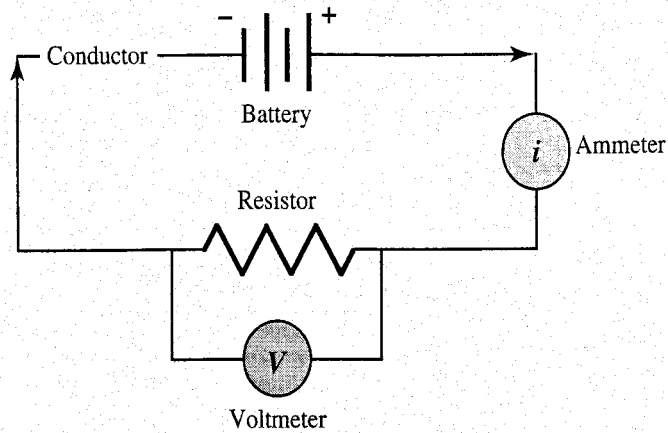 − +
Conductor
Battery
i Ammeter
Resistor
V
Voltmeter